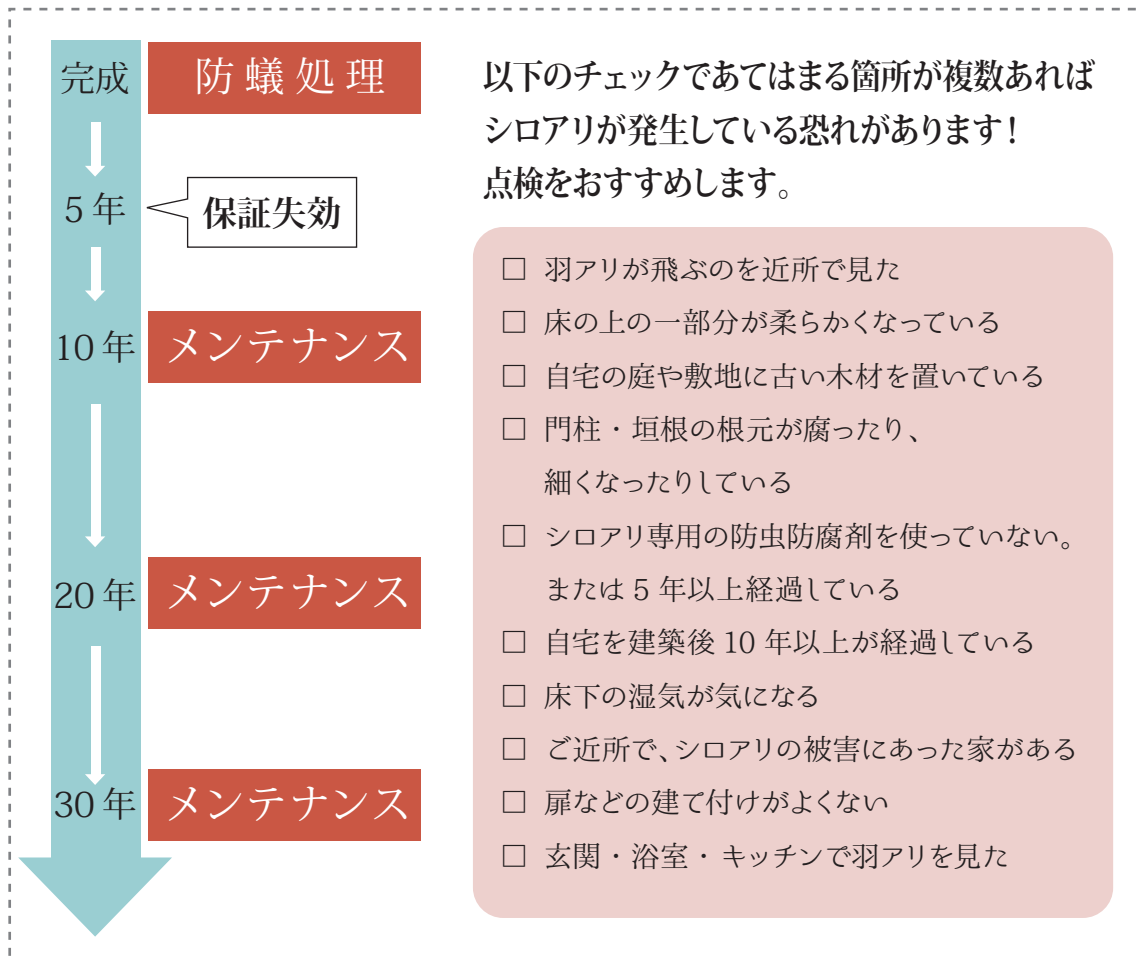 完成
防蟻処理
5年
保証失効
10年
メンテナンス
20年
メンテナンス
30年
メンテナンス
以下のチェックであてはまる箇所が複数あれば
シロアリが発生している恐れがあります!
点検をおすすめします。
□ 羽アリが飛ぶのを近所で見た
□ 床の上の一部分が柔らかくなっている
□ 自宅の庭や敷地に古い木材を置いている
□ 門柱・垣根の根元が腐ったり、
細くなったりしている
□ シロアリ専用の防虫防腐剤を使っていない。
または5年以上経過している
□ 自宅を建築後10年以上が経過している
□ 床下の湿気が気になる
□ ご近所で、シロアリの被害にあった家がある
□ 扉などの建て付けがよくない
□ 玄関・浴室・キッチンで羽アリを見た